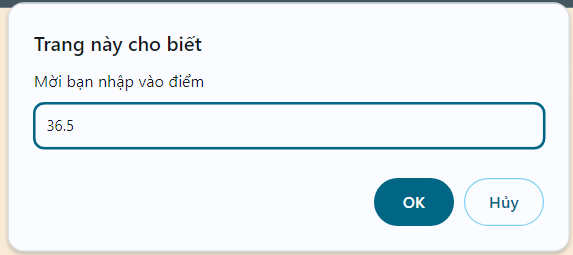 Trang này cho biết
Mời bạn nhập vào điểm
36.5
OK
Hủy